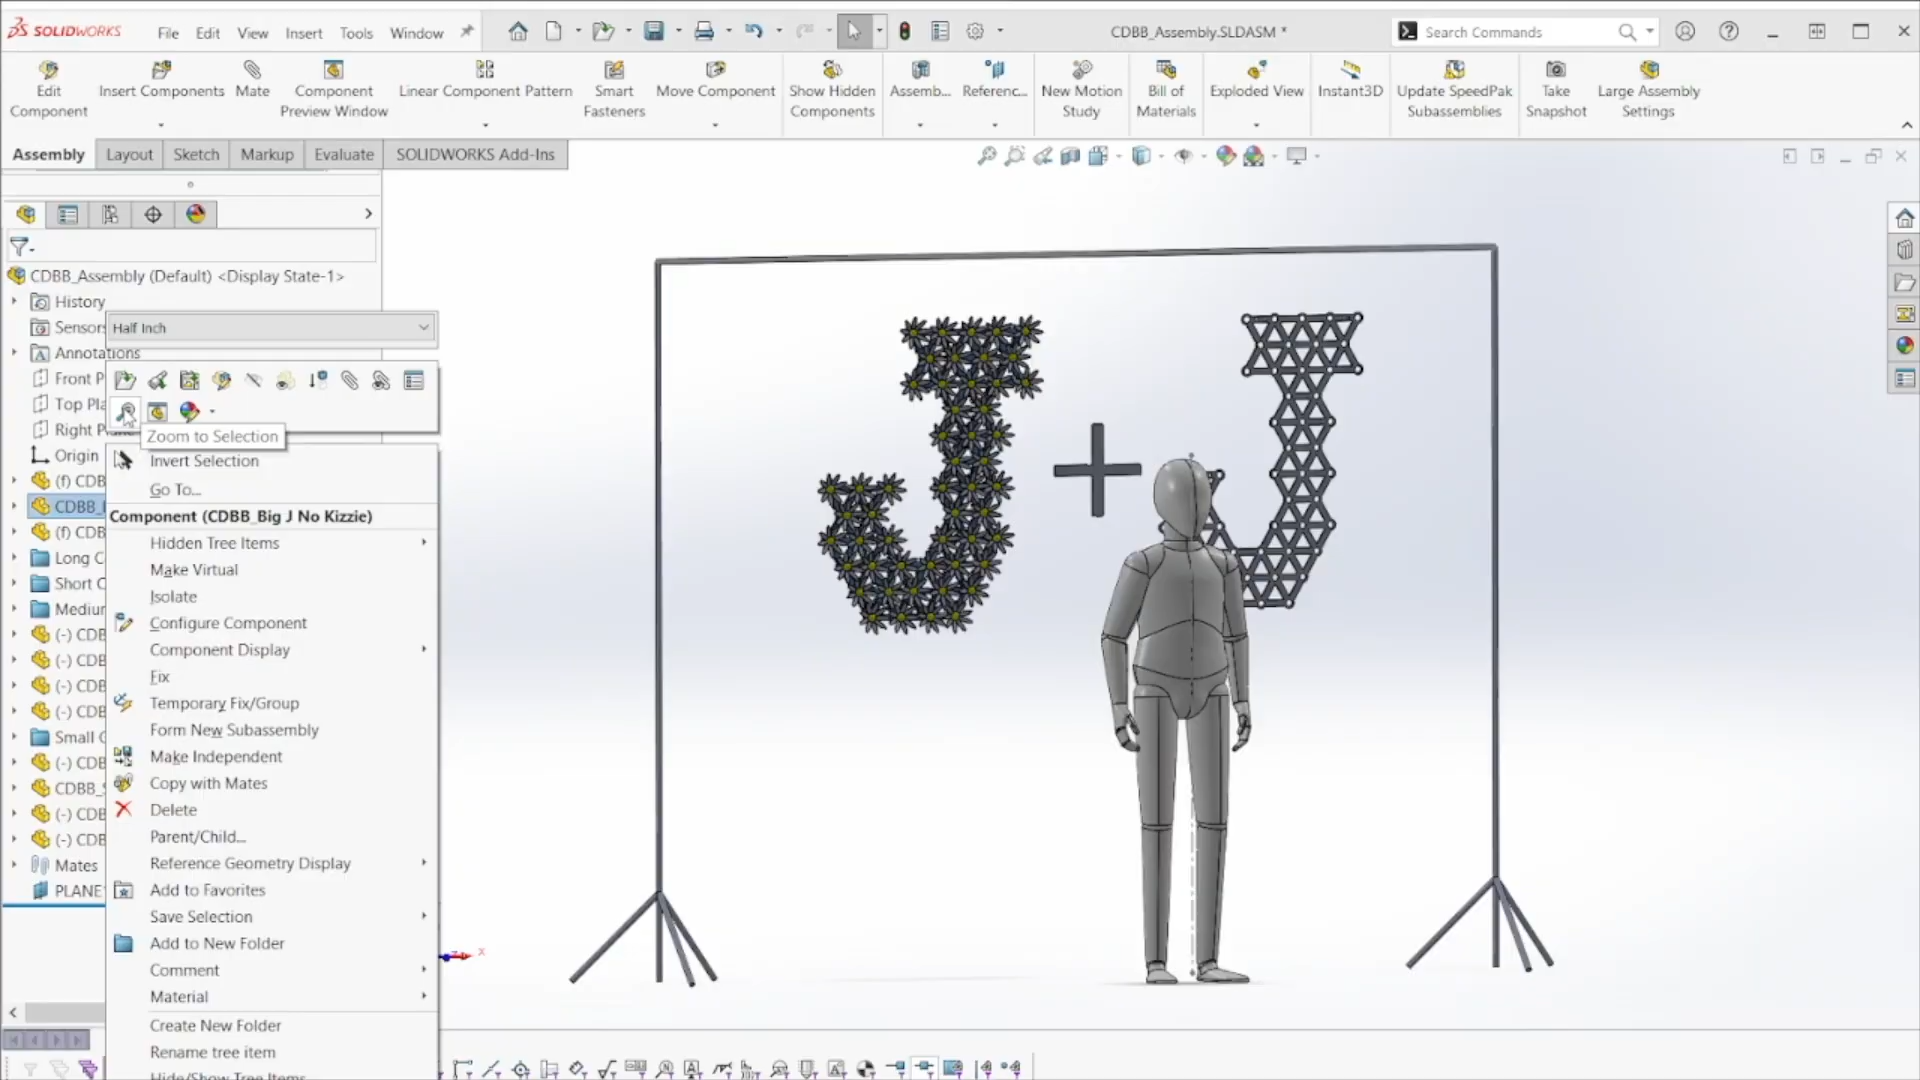 SOLIDWORKS File Edit View Insert Tools Window CDBB_Assembly.SLDASM * Search Commands
Edit Component
Insert Components
Mate
Component Preview Window
Linear Component Pattern
Smart Fasteners
Move Component
Show Hidden Components
Assemb...
Referenc...
New Motion Study
Bill of Materials
Exploded View
Instant3D
Update SpeedPak Subassemblies
Take Snapshot
Large Assembly Settings
Assembly Layout Sketch Markup Evaluate SOLIDWORKS Add-Ins
CDBB_Assembly (Default) <Display State-1>
History
Sensors
Half Inch
Annotations
Front P
Top Pla
Right P
Zoom to Selection
Origin
Invert Selection
(f) CDB
Go To...
CDBB_
Component (CDBB_Big J No Kizzie)
(f) CDB
Hidden Tree Items
Long C
Make Virtual
Short C
Isolate
Medium
Configure Component
(-) CDB
Component Display
(-) CDB
Fix
(-) CDB
Temporary Fix/Group
(-) CDB
Form New Subassembly
Small C
Make Independent
(-) CDB
Copy with Mates
CDBB_S
Delete
(-) CDB
Parent/Child...
(-) CDB
Reference Geometry Display
Mates
Add to Favorites
PLANE
Save Selection
Add to New Folder
Comment
Material
Create New Folder
Rename tree item
Hide/Show Tree Items...
J + J
x